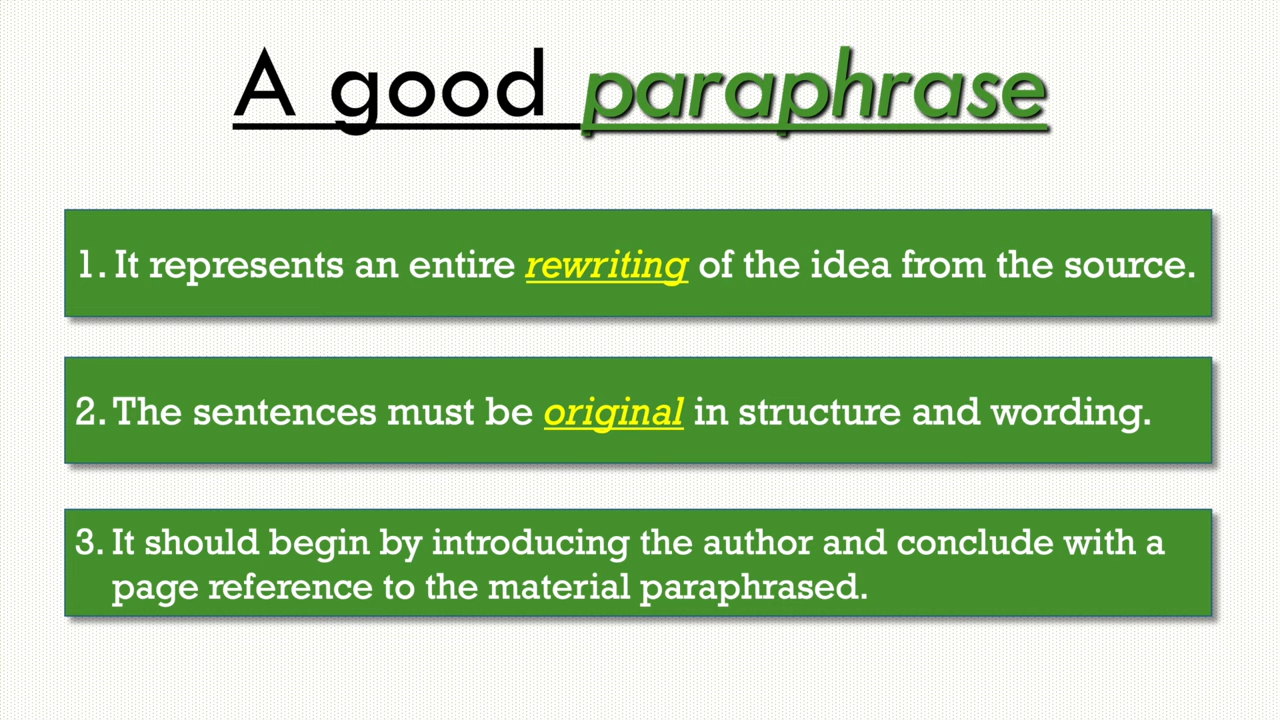 A good paraphrase
1. It represents an entire rewriting of the idea from the source.
2. The sentences must be original in structure and wording.
3. It should begin by introducing the author and conclude with a
page reference to the material paraphrased.